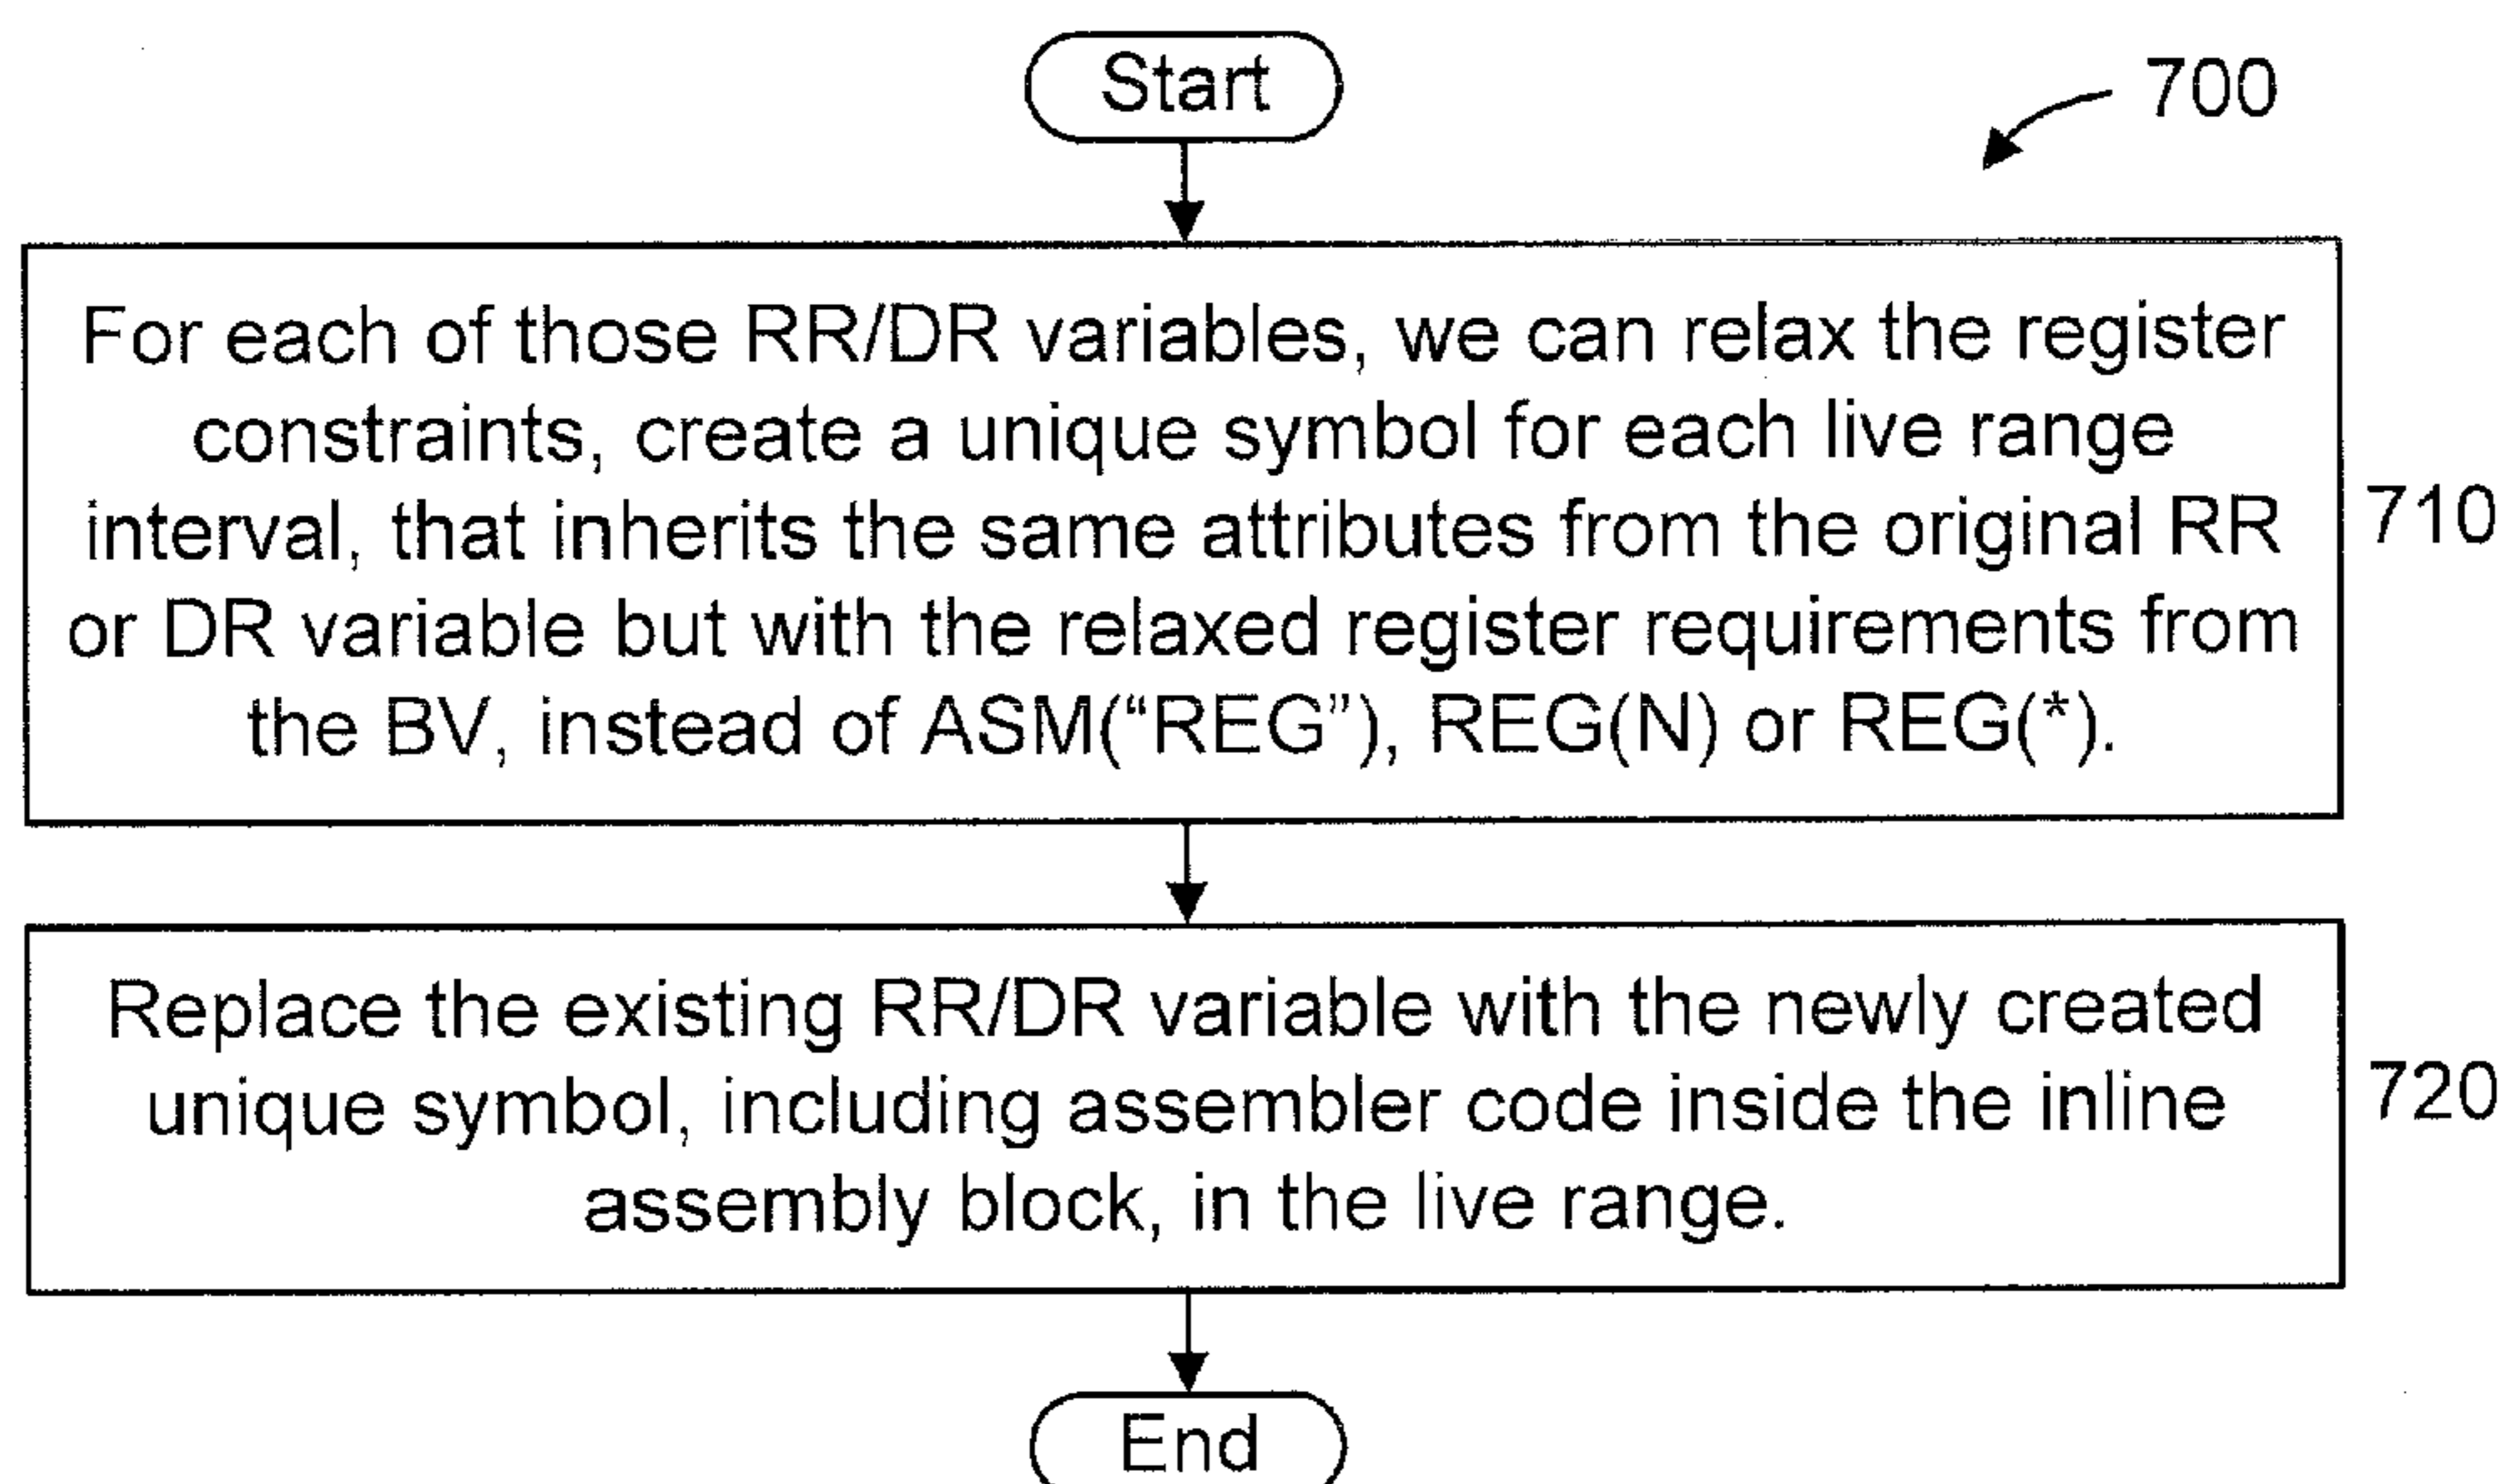 Start
700
For each of those RR/DR variables, we can relax the register
constraints, create a unique symbol for each live range
interval, that inherits the same attributes from the original RR
or DR variable but with the relaxed register requirements from
the BV, instead of ASM(“REG”), REG(N) or REG(*).
710
Replace the existing RR/DR variable with the newly created
unique symbol, including assembler code inside the inline
assembly block, in the live range.
720
End